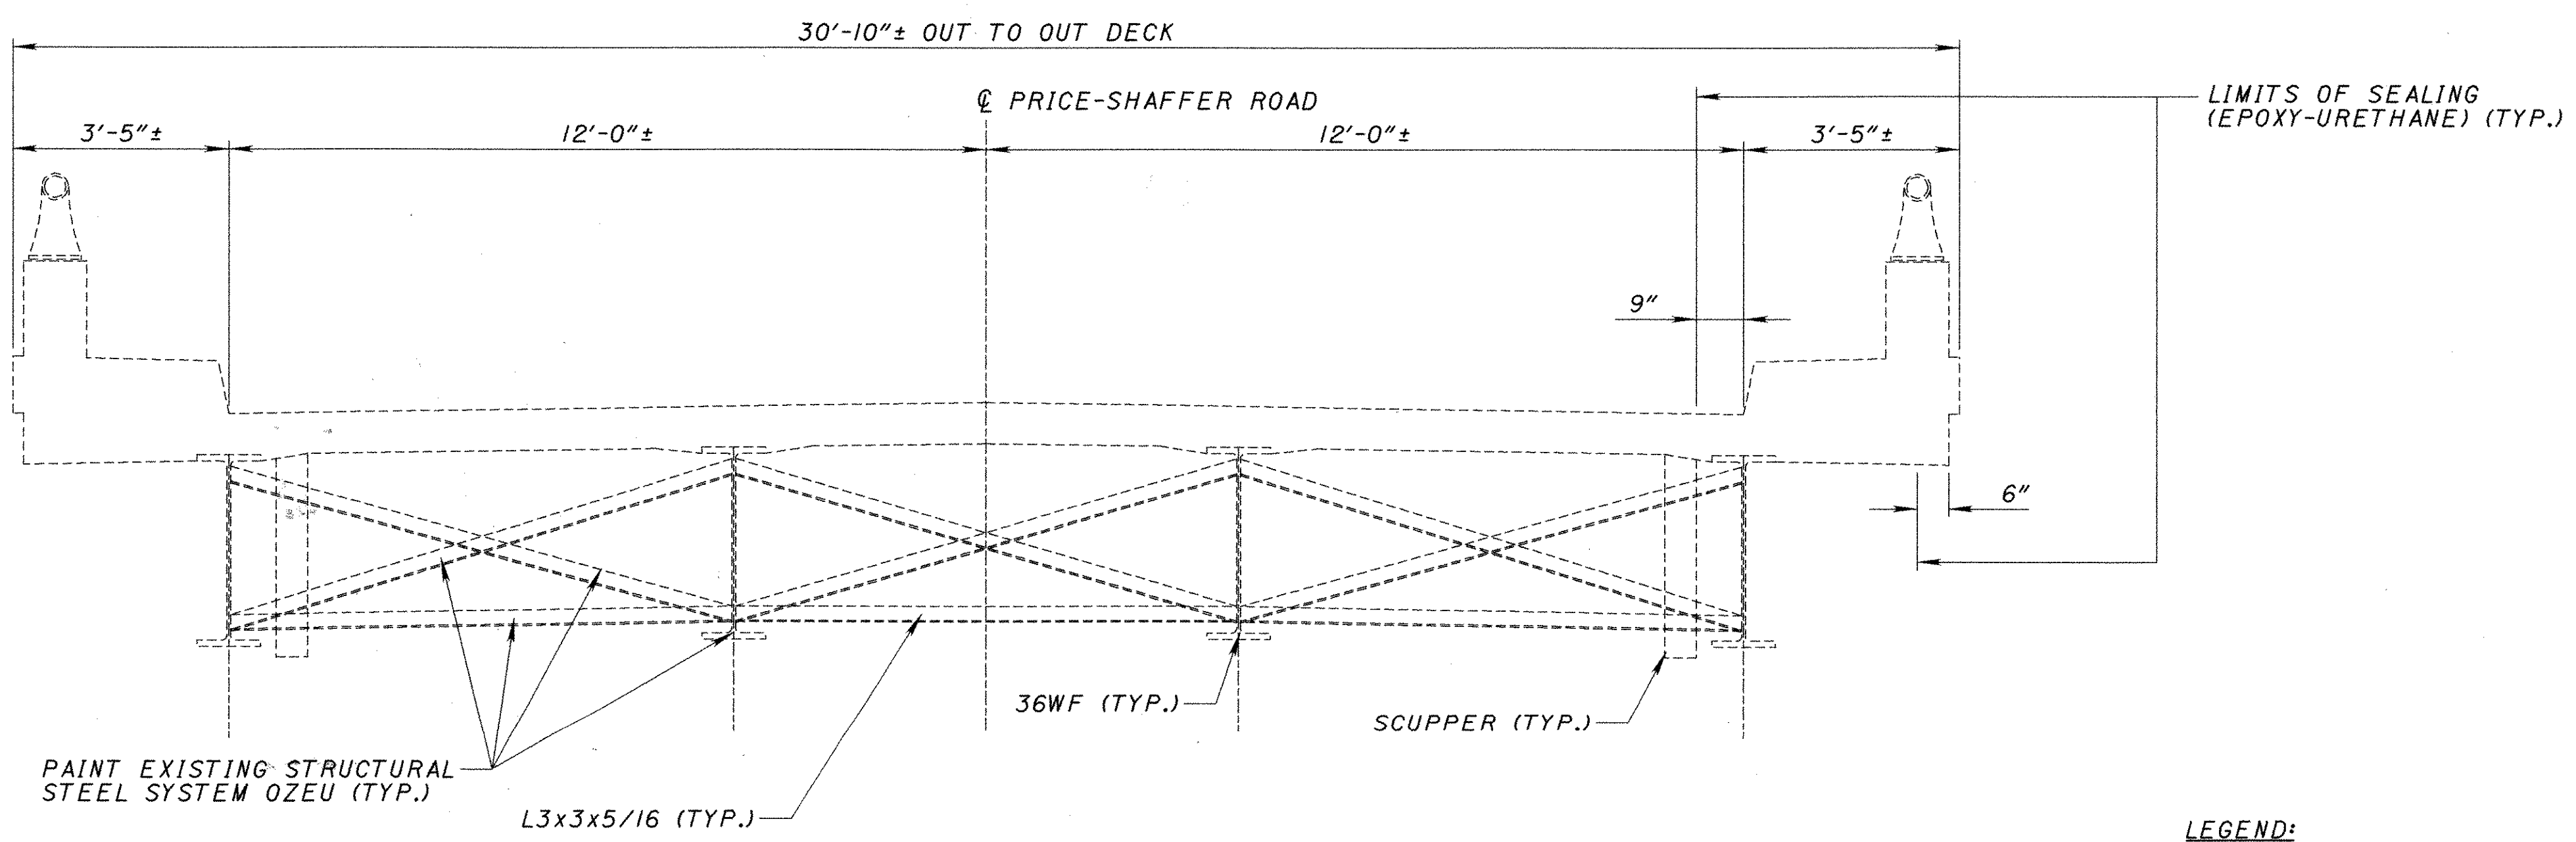 30'-10"± OUT TO OUT DECK
℄ PRICE-SHAFFER ROAD
LIMITS OF SEALING
(EPOXY-URETHANE) (TYP.)
3'-5"±
12'-0"±
12'-0"±
3'-5"±
9"
6"
36WF (TYP.)
SCUPPER (TYP.)
PAINT EXISTING STRUCTURAL
STEEL SYSTEM OZEU (TYP.)
L3x3x5/16 (TYP.)
LEGEND: